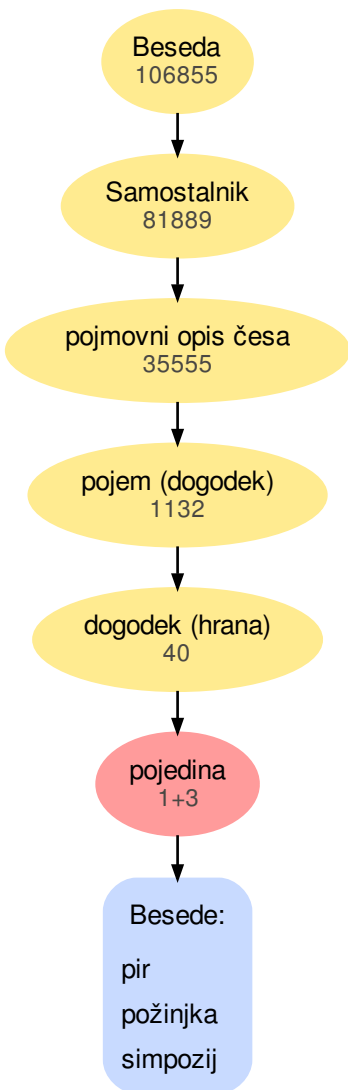 Beseda
106855
Samostalnik
81889
pojmovni opis česa
35555
pojem (dogodek)
1132
dogodek (hrana)
40
pojedina
1+3
Besede:
pir
požinjka
simpozij